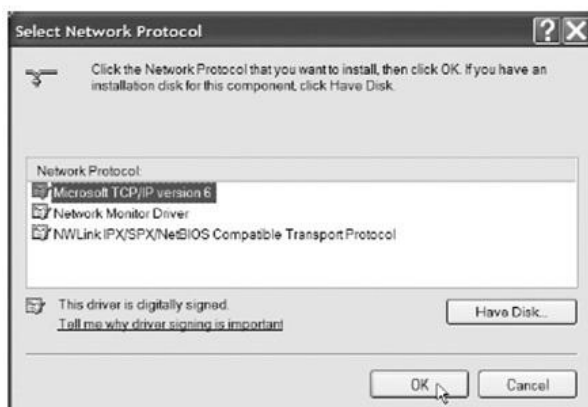 Select Network Protocol
Click the Network Protocol that you want to install, then click OK. If you have an
installation disk for this component, click Have Disk.
Network Protocol:
Microsoft TCP/IP version 6
Network Monitor Driver
NWLink IPX/SPX/NetBIOS Compatible Transport Protocol
This driver is digitally signed.
Tell me why driver signing is important
Have Disk...
OK
Cancel